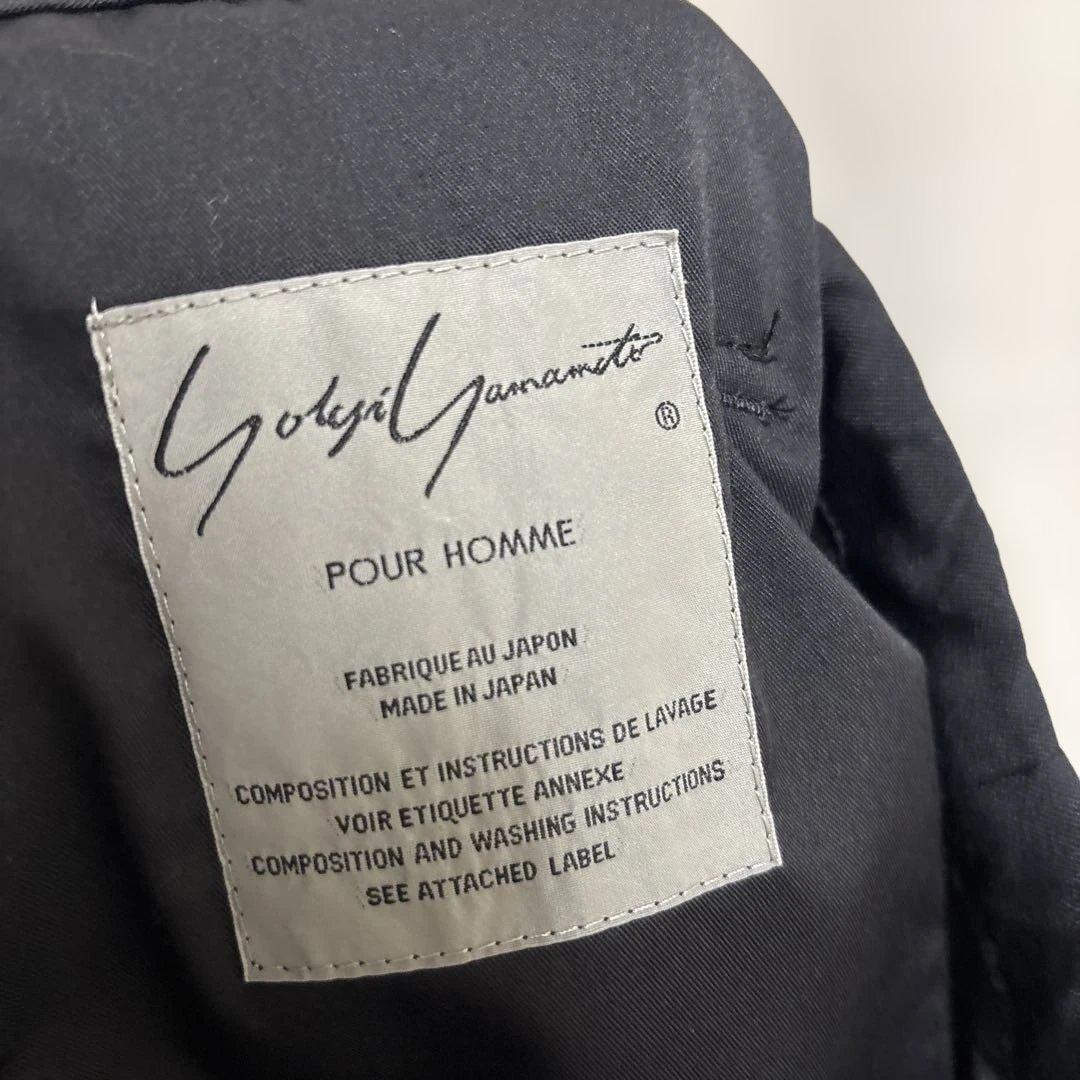 Yohji Yamamoto
®
POUR HOMME
FABRIQUE AU JAPON
MADE IN JAPAN
COMPOSITION ET INSTRUCTIONS DE LAVAGE
VOIR ETIQUETTE ANNEXE
COMPOSITION AND WASHING INSTRUCTIONS
SEE ATTACHED LABEL